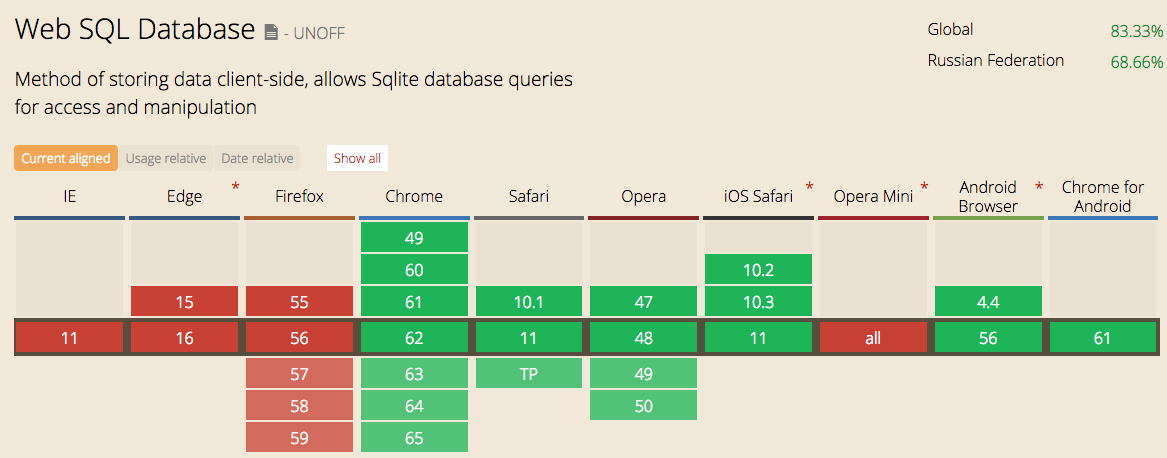 Web SQL Database - UNOFF
Global 83.33%
Russian Federation 68.66%
Method of storing data client-side, allows Sqlite database queries
for access and manipulation
Current aligned Usage relative Date relative Show all
IE Edge * Firefox Chrome Safari Opera iOS Safari * Opera Mini * Android Browser * Chrome for Android
49
60 10.2
15 55 61 10.1 47 10.3 4.4
11 16 56 62 11 48 11 all 56 61
57 63 TP 49
58 64 50
59 65